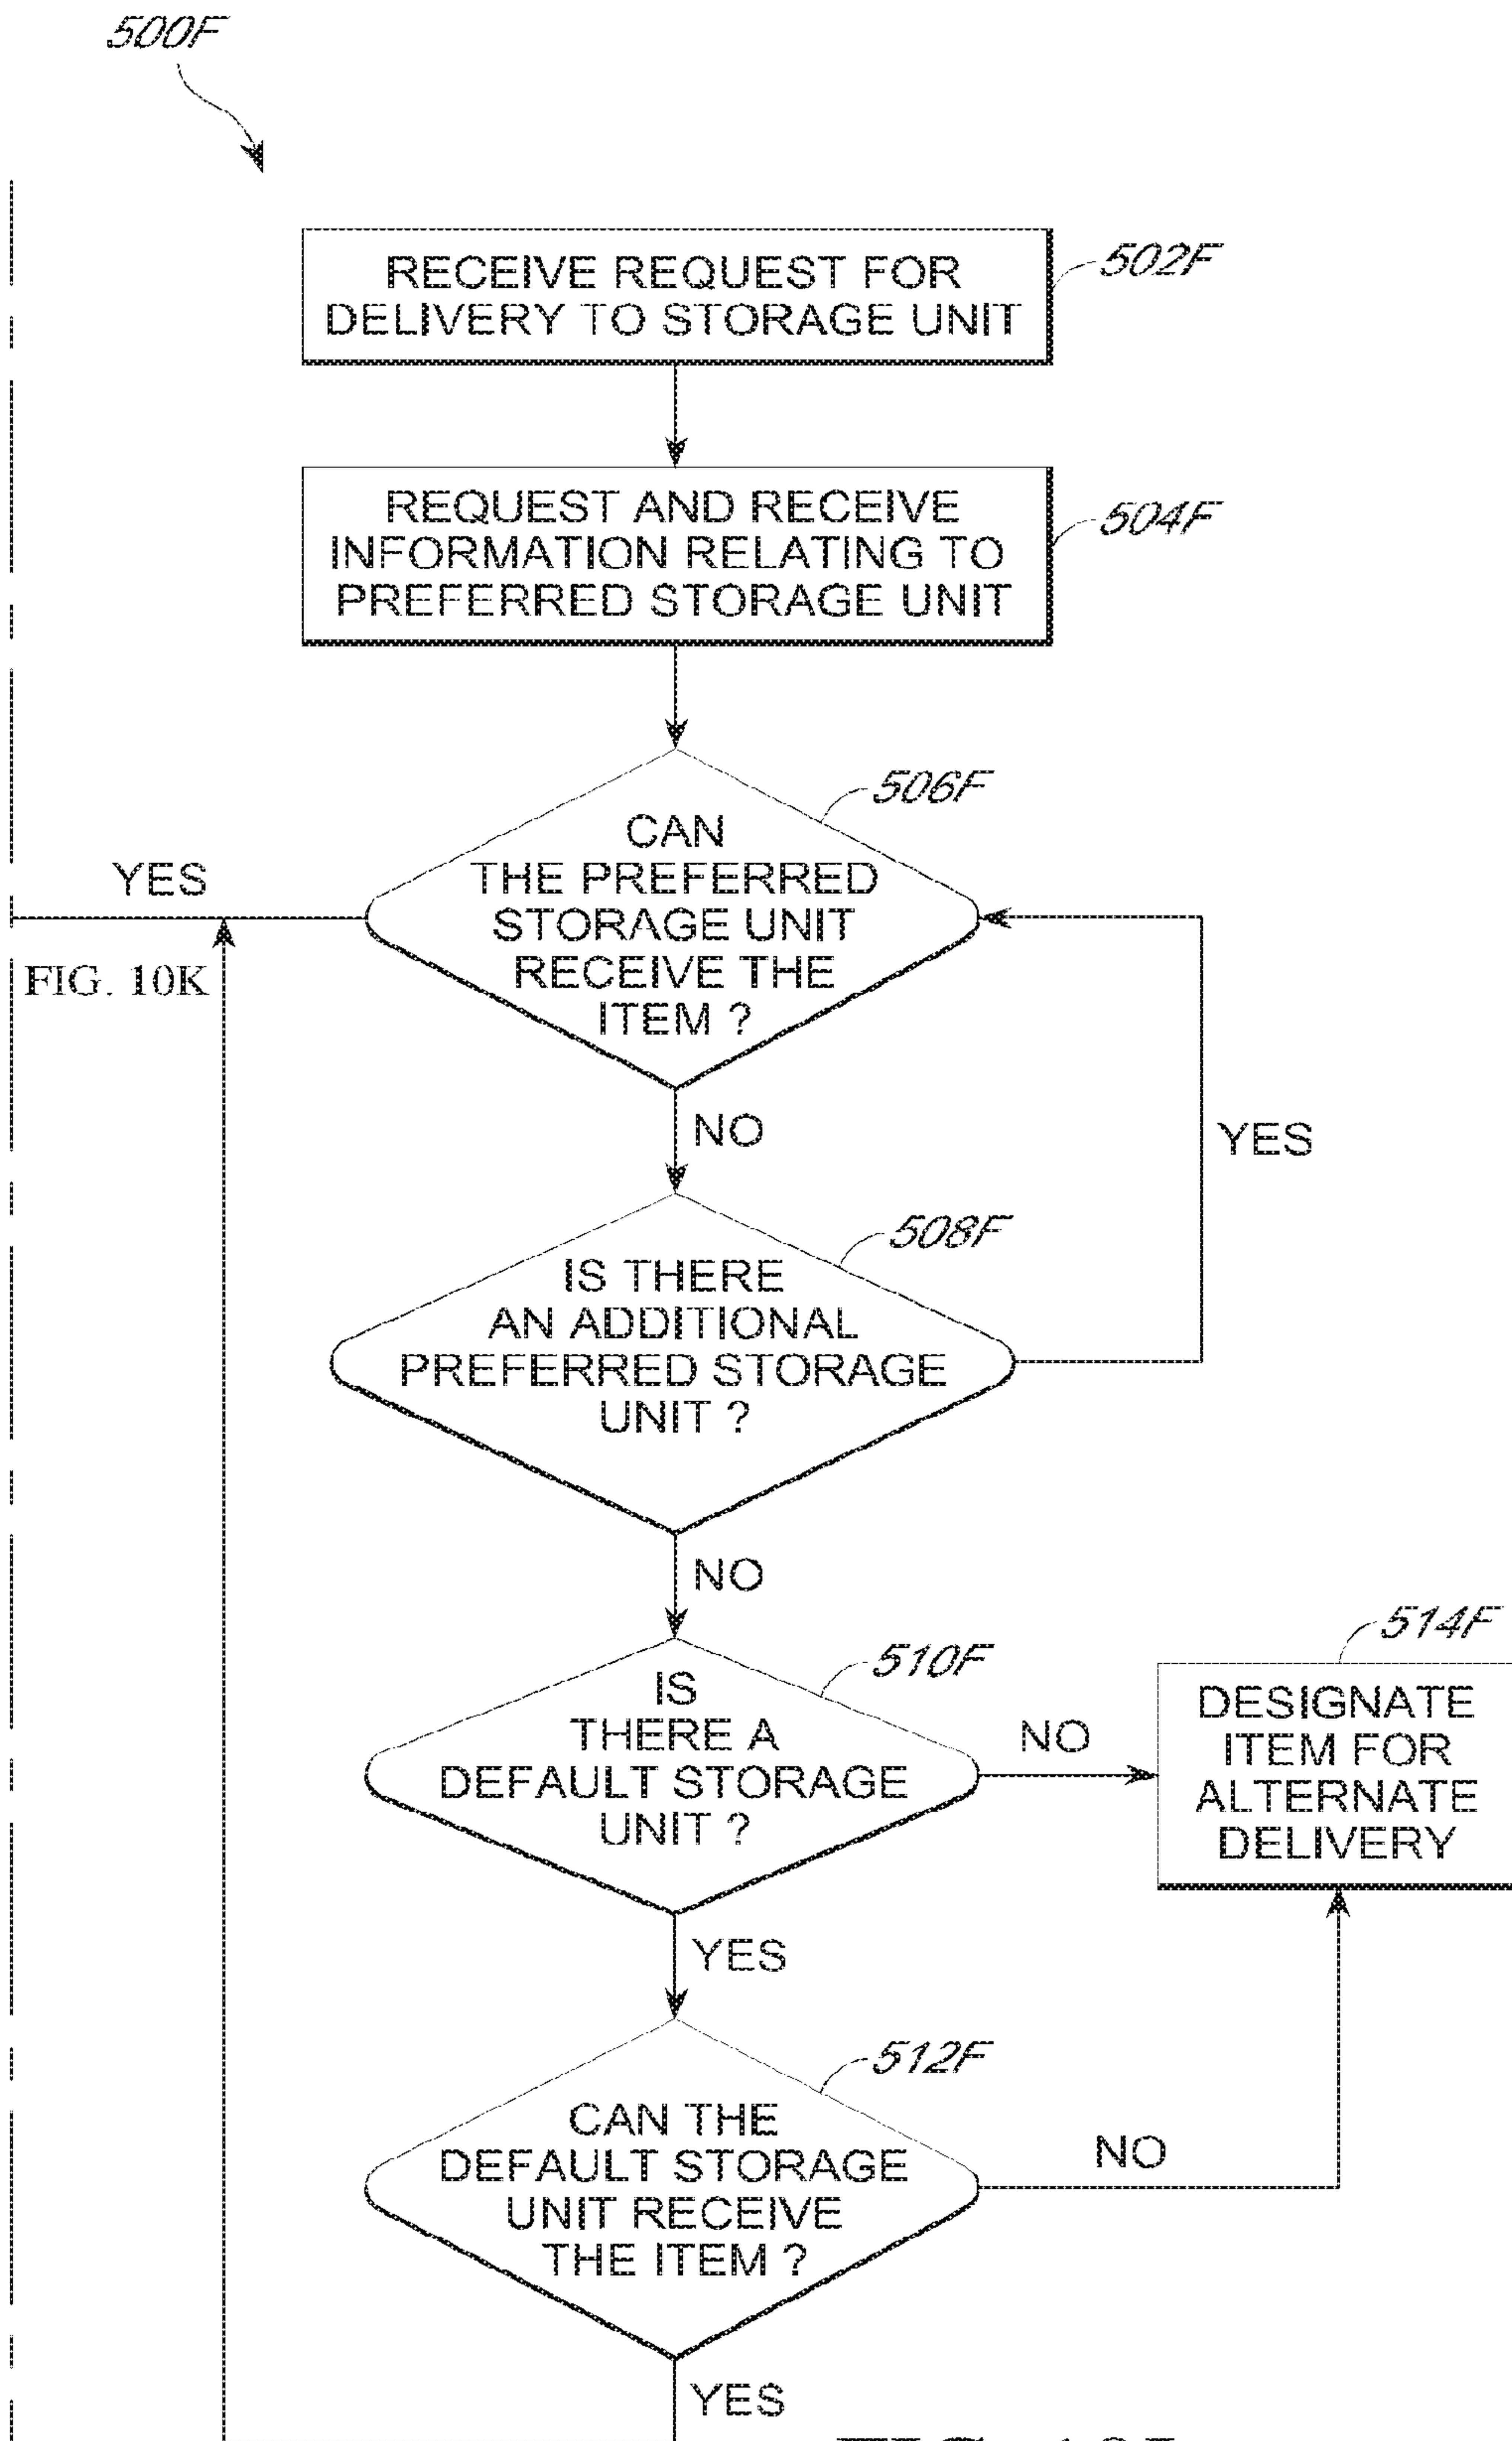 500F
RECEIVE REQUEST FOR
DELIVERY TO STORAGE UNIT
502F
REQUEST AND RECEIVE
INFORMATION RELATING TO
PREFERRED STORAGE UNIT
504F
506F
CAN
THE PREFERRED
STORAGE UNIT
RECEIVE THE
ITEM ?
YES
FIG. 10K
NO
YES
508F
IS THERE
AN ADDITIONAL
PREFERRED STORAGE
UNIT ?
NO
510F
IS
THERE A
DEFAULT STORAGE
UNIT ?
NO
514F
DESIGNATE
ITEM FOR
ALTERNATE
DELIVERY
YES
512F
CAN THE
DEFAULT STORAGE
UNIT RECEIVE
THE ITEM ?
NO
YES